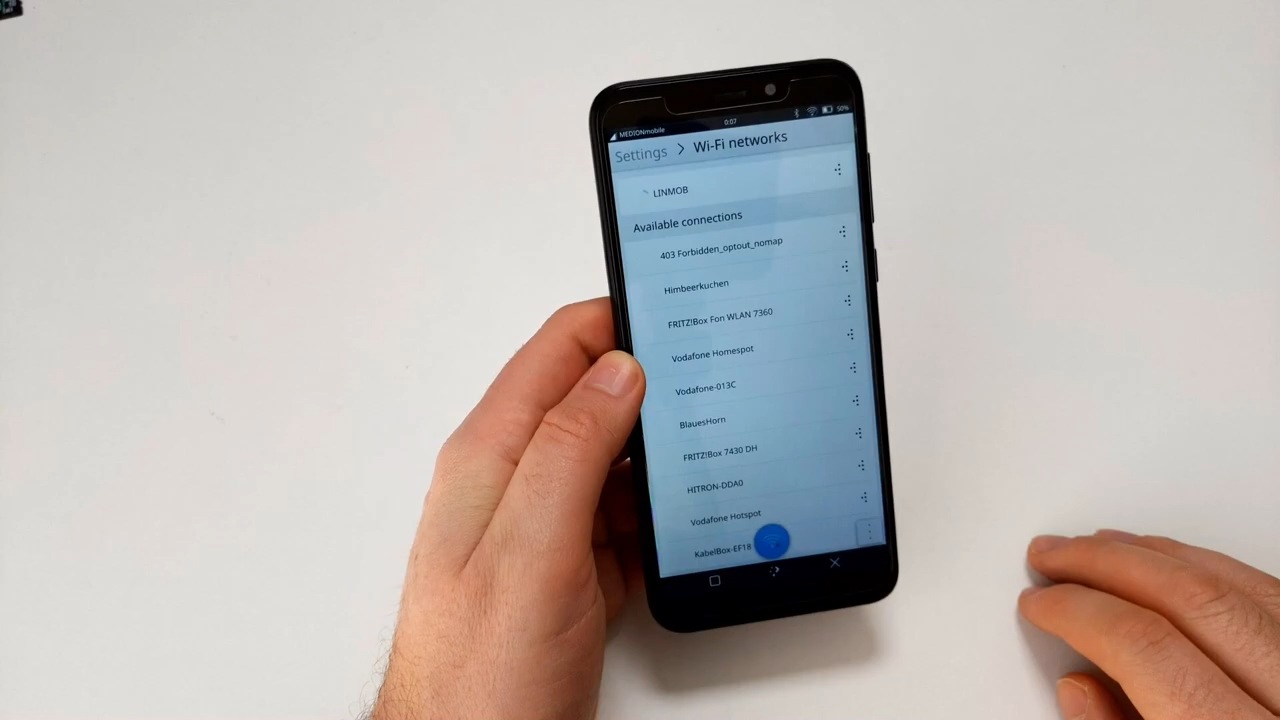 MEDIONmobile 0:07 50%
Settings > Wi-Fi networks
LINMOB
Available connections
403 Forbidden_optout_nomap
Himbeerkuchen
FRITZ!Box Fon WLAN 7360
Vodafone Homespot
Vodafone-013C
BlauesHorn
FRITZ!Box 7430 DH
HITRON-DDA0
Vodafone Hotspot
KabelBox-EF18